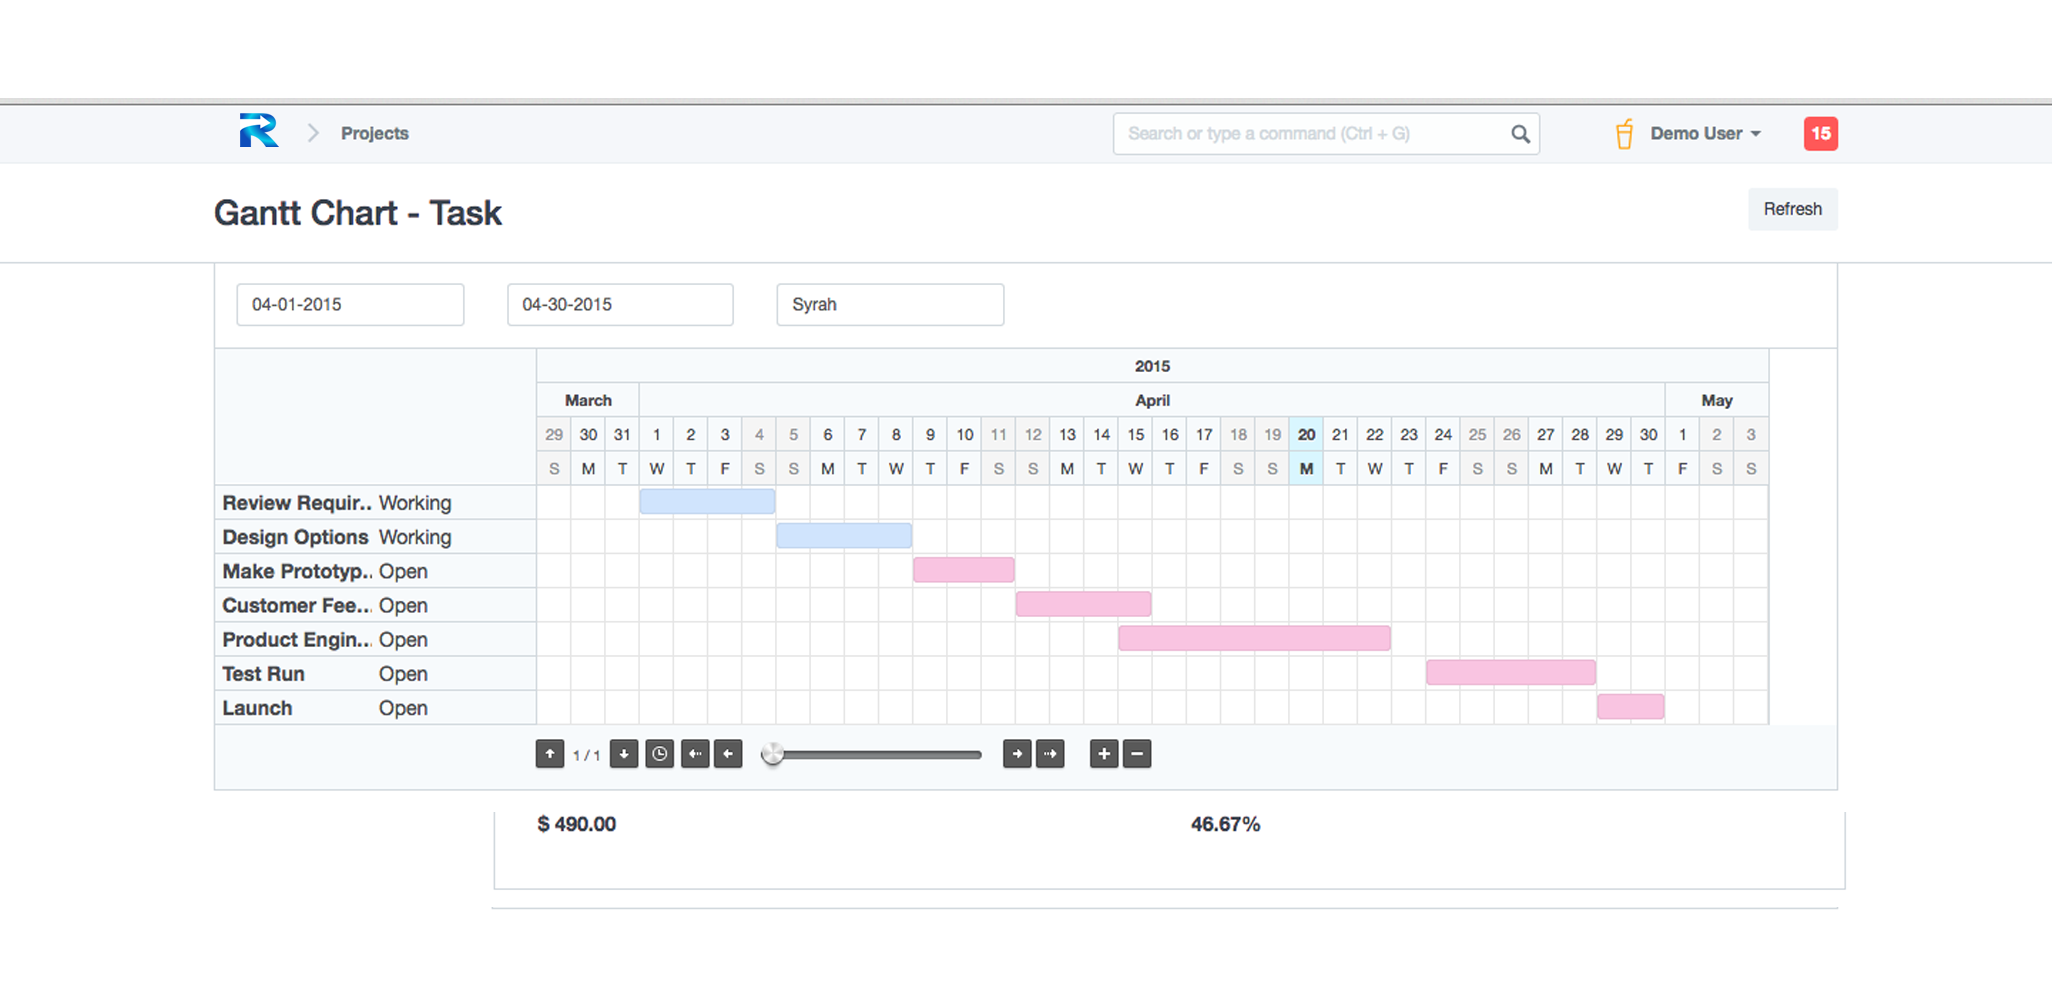 Projects
Search or type a command (Ctrl + G)
Demo User
15
Gantt Chart - Task
Refresh
04-01-2015 04-30-2015 Syrah
2015
March April May
29 30 31 1 2 3 4 5 6 7 8 9 10 11 12 13 14 15 16 17 18 19 20 21 22 23 24 25 26 27 28 29 30 1 2 3
S M T W T F S S M T W T F S S M T W T F S S M T W T F S S M T W T F S S
Review Requir.. Working
Design Options Working
Make Prototyp.. Open
Customer Fee... Open
Product Engin... Open
Test Run Open
Launch Open
1 / 1
$ 490.00 46.67%